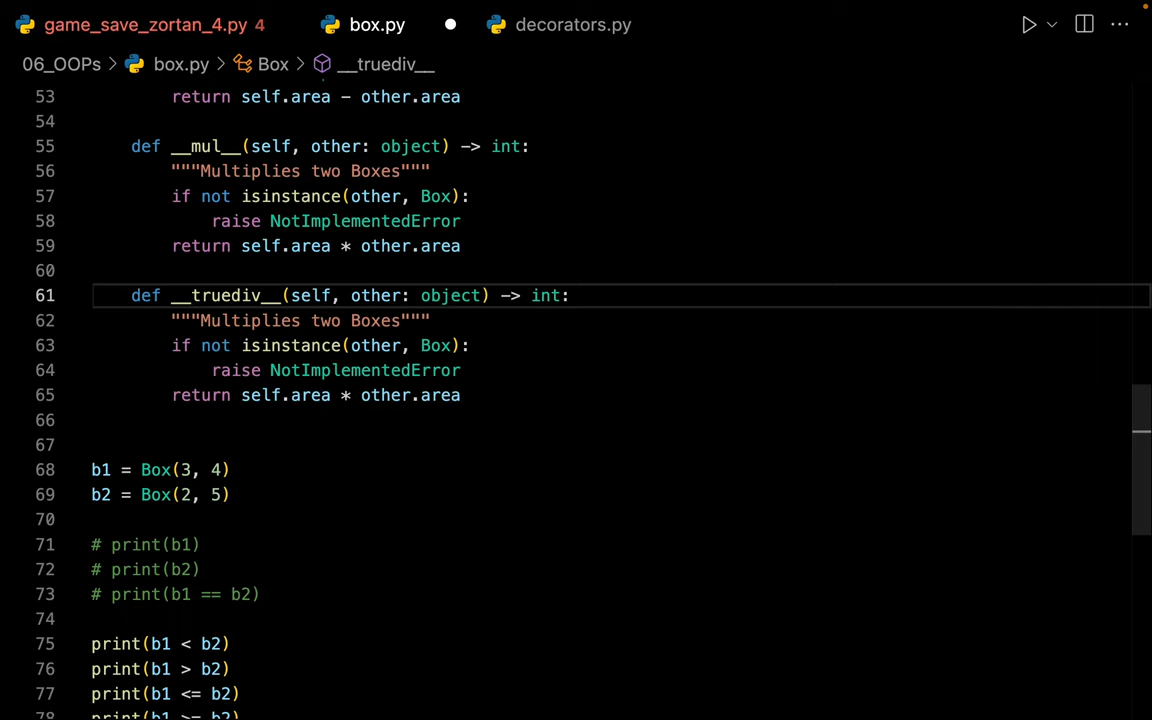 game_save_zortan_4.py 4 box.py decorators.py
06_OOPs > box.py > Box > __truediv__
53 return self.area - other.area
54
55 def __mul__(self, other: object) -> int:
56 """Multiplies two Boxes"""
57 if not isinstance(other, Box):
58 raise NotImplementedError
59 return self.area * other.area
60
61 def __truediv__(self, other: object) -> int:
62 """Multiplies two Boxes"""
63 if not isinstance(other, Box):
64 raise NotImplementedError
65 return self.area * other.area
66
67
68 b1 = Box(3, 4)
69 b2 = Box(2, 5)
70
71 # print(b1)
72 # print(b2)
73 # print(b1 == b2)
74
75 print(b1 < b2)
76 print(b1 > b2)
77 print(b1 <= b2)
78 print(b1 >= b2)